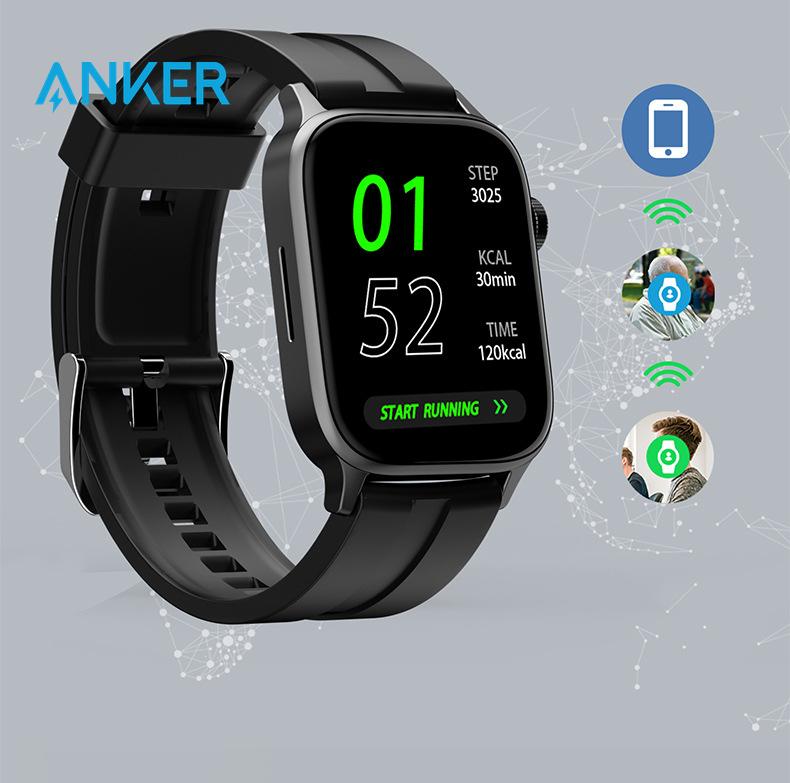 ANKER
01
52
STEP
3025
KCAL
30min
TIME
120kcal
START RUNNING »